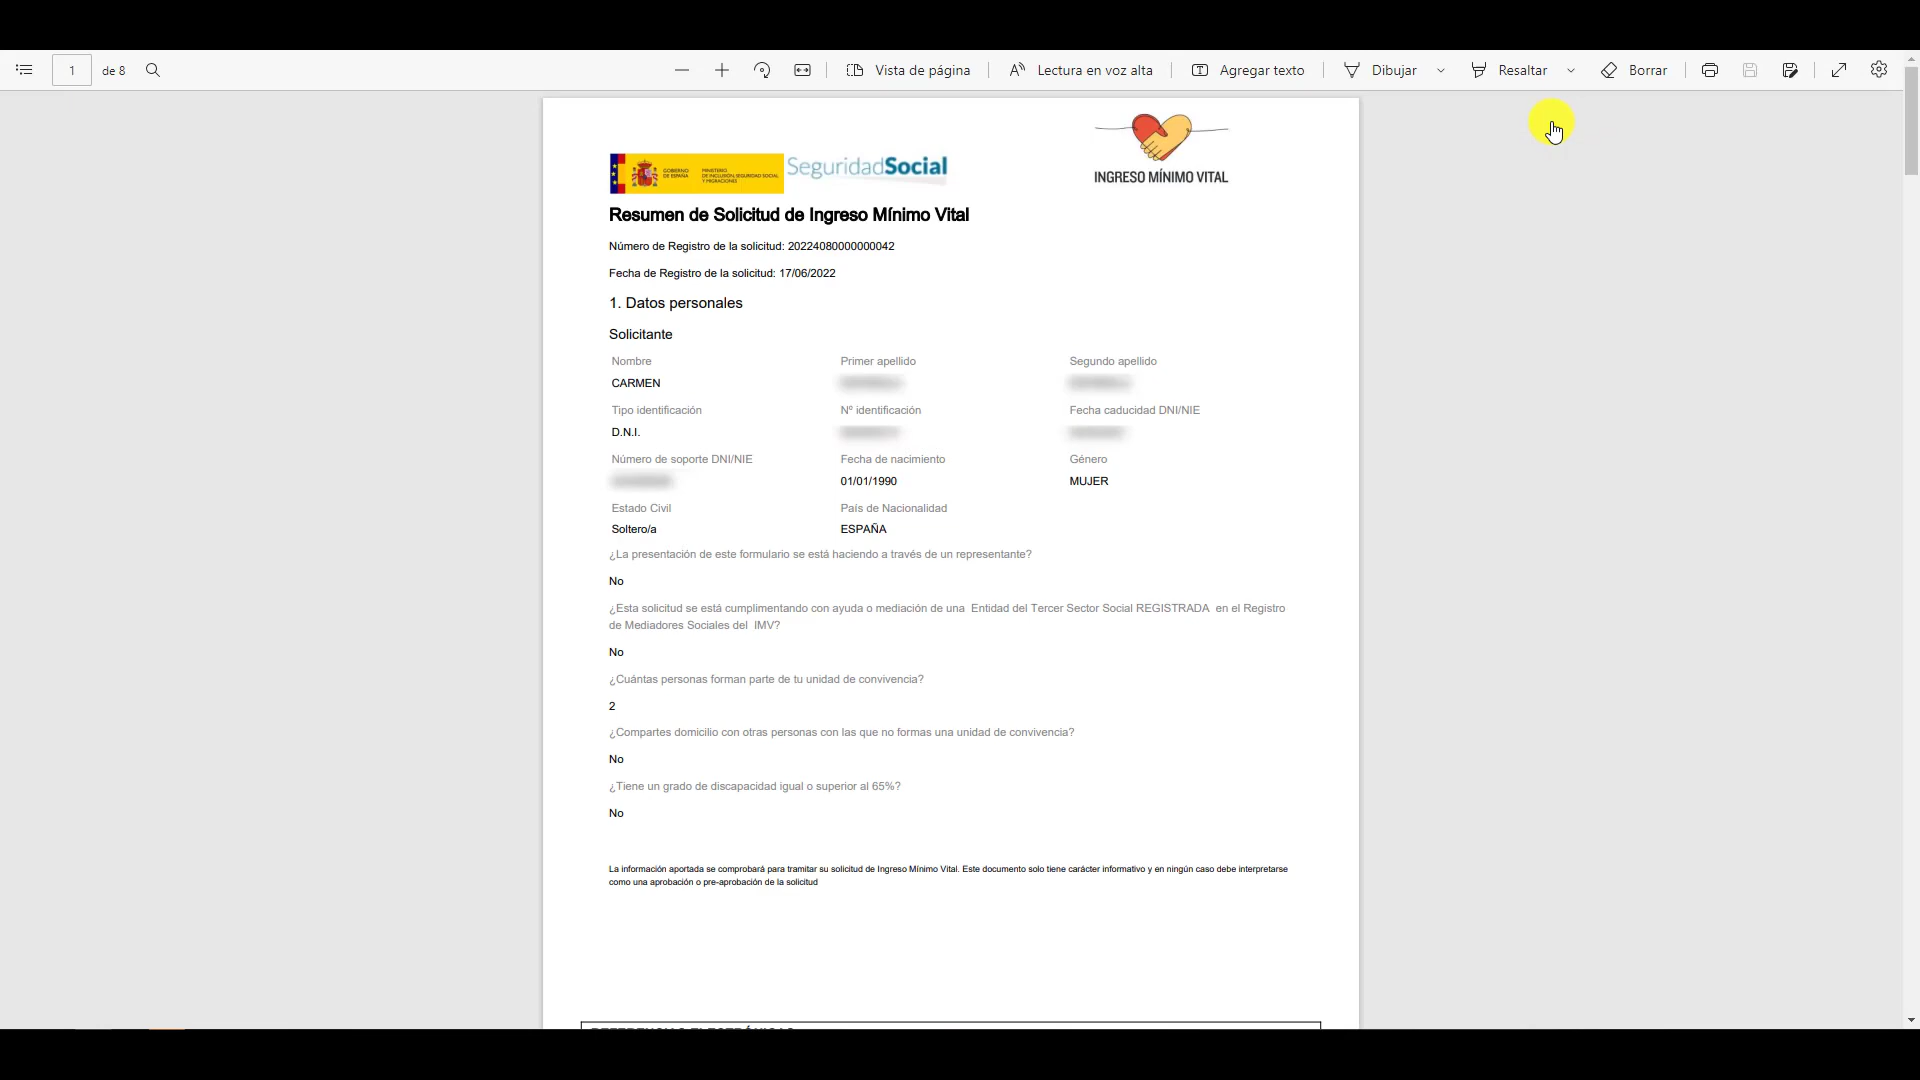 1 de 8 Vista de página Lectura en voz alta Agregar texto Dibujar Resaltar Borrar
GOBIERNO DE ESPAÑA
MINISTERIO DE INCLUSIÓN, SEGURIDAD SOCIAL Y MIGRACIONES
SeguridadSocial
INGRESO MÍNIMO VITAL
Resumen de Solicitud de Ingreso Mínimo Vital
Número de Registro de la solicitud: 20224080000000042
Fecha de Registro de la solicitud: 17/06/2022
1. Datos personales
Solicitante
Nombre Primer apellido Segundo apellido
CARMEN
Tipo identificación Nº identificación Fecha caducidad DNI/NIE
D.N.I.
Número de soporte DNI/NIE Fecha de nacimiento Género
01/01/1990 MUJER
Estado Civil País de Nacionalidad
Soltero/a ESPAÑA
¿La presentación de este formulario se está haciendo a través de un representante?
No
¿Esta solicitud se está cumplimentando con ayuda o mediación de una Entidad del Tercer Sector Social REGISTRADA en el Registro
de Mediadores Sociales del IMV?
No
¿Cuántas personas forman parte de tu unidad de convivencia?
2
¿Compartes domicilio con otras personas con las que no formas una unidad de convivencia?
No
¿Tiene un grado de discapacidad igual o superior al 65%?
No
La información aportada se comprobará para tramitar su solicitud de Ingreso Mínimo Vital. Este documento solo tiene carácter informativo y en ningún caso debe interpretarse
como una aprobación o pre-aprobación de la solicitud